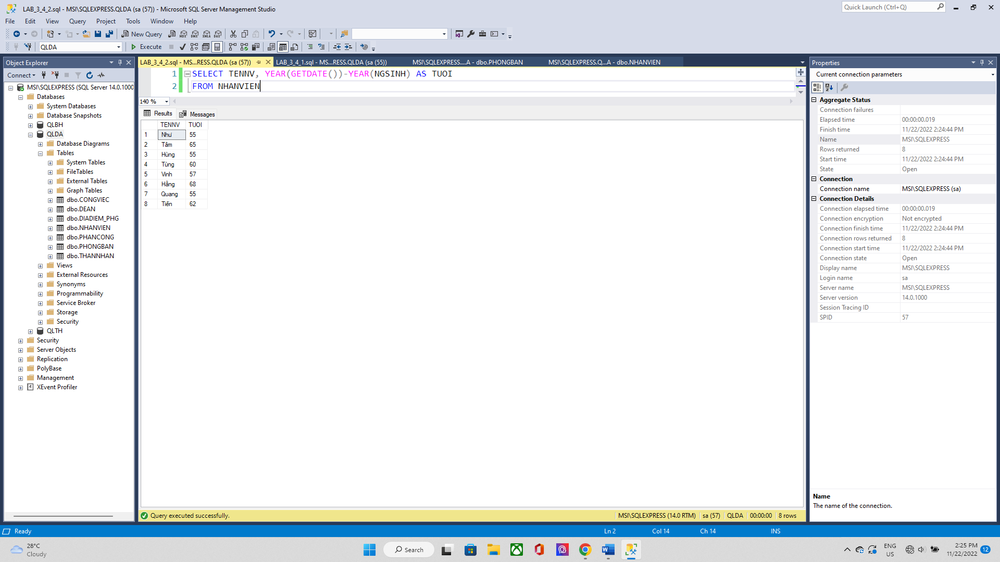 LAB_3_4_2.sql - MSI\SQLEXPRESS.QLDA (sa (57)) - Microsoft SQL Server Management Studio
Quick Launch (Ctrl+Q)
File Edit View Query Project Tools Window Help
New Query
MDX DMX XMLA DAX
QLDA
Execute
Object Explorer
Connect
MSI\SQLEXPRESS (SQL Server 14.0.1000
Databases
System Databases
Database Snapshots
QLBH
QLDA
Database Diagrams
Tables
System Tables
FileTables
External Tables
Graph Tables
dbo.CONGVIEC
dbo.DEAN
dbo.DIADIEM_PHG
dbo.NHANVIEN
dbo.PHANCONG
dbo.PHONGBAN
dbo.THANNHAN
Views
External Resources
Synonyms
Programmability
Service Broker
Storage
Security
QLTH
Security
Server Objects
Replication
PolyBase
Management
XEvent Profiler
LAB_3_4_2.sql - MS...RESS.QLDA (sa (57))
LAB_3_4_1.sql - MS...RESS.QLDA (sa (55))
MSI\SQLEXPRESS....A - dbo.PHONGBAN
MSI\SQLEXPRESS.Q...A - dbo.NHANVIEN
1 SELECT TENNV, YEAR(GETDATE())-YEAR(NGSINH) AS TUOI
2 FROM NHANVIEN
140 %
Results Messages
TENNV TUOI
1 Như 55
2 Tâm 65
3 Hùng 55
4 Tùng 60
5 Vinh 57
6 Hằng 68
7 Quang 55
8 Tiến 62
Query executed successfully.
MSI\SQLEXPRESS (14.0 RTM) sa (57) QLDA 00:00:00 8 rows
Properties
Current connection parameters
Aggregate Status
Connection failures
Elapsed time 00:00:00.019
Finish time 11/22/2022 2:24:44 PM
Name MSI\SQLEXPRESS
Rows returned 8
Start time 11/22/2022 2:24:44 PM
State Open
Connection
Connection name MSI\SQLEXPRESS (sa)
Connection Details
Connection elapsed time 00:00:00.019
Connection encryption Not encrypted
Connection finish time 11/22/2022 2:24:44 PM
Connection rows returned 8
Connection start time 11/22/2022 2:24:44 PM
Connection state Open
Display name MSI\SQLEXPRESS
Login name sa
Server name MSI\SQLEXPRESS
Server version 14.0.1000
Session Tracing ID
SPID 57
Name
The name of the connection.
Ready
Ln 2 Col 14 Ch 14 INS
28°C
Cloudy
Search
ENG
US
2:25 PM
11/22/2022
12